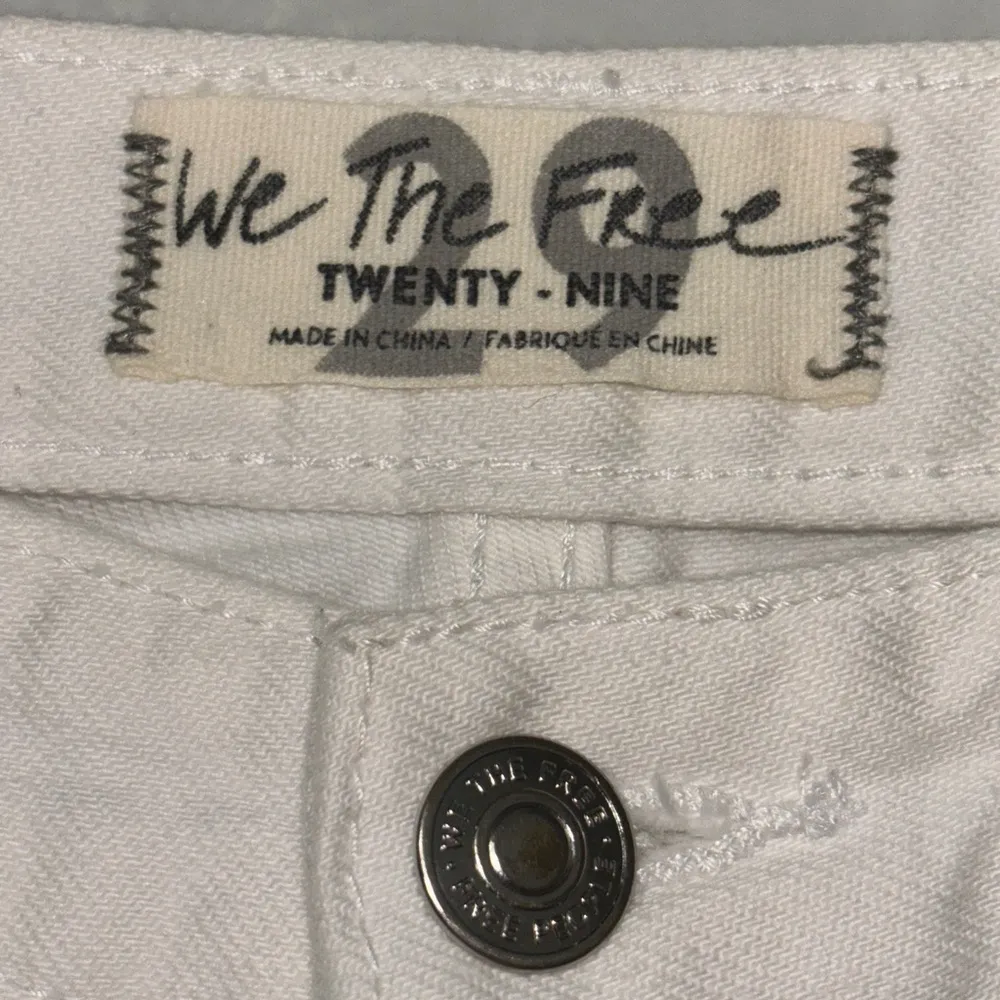 29
We The Free
TWENTY - NINE
MADE IN CHINA / FABRIQUÉ EN CHINE
WE THE FREE • FREE PEOPLE •